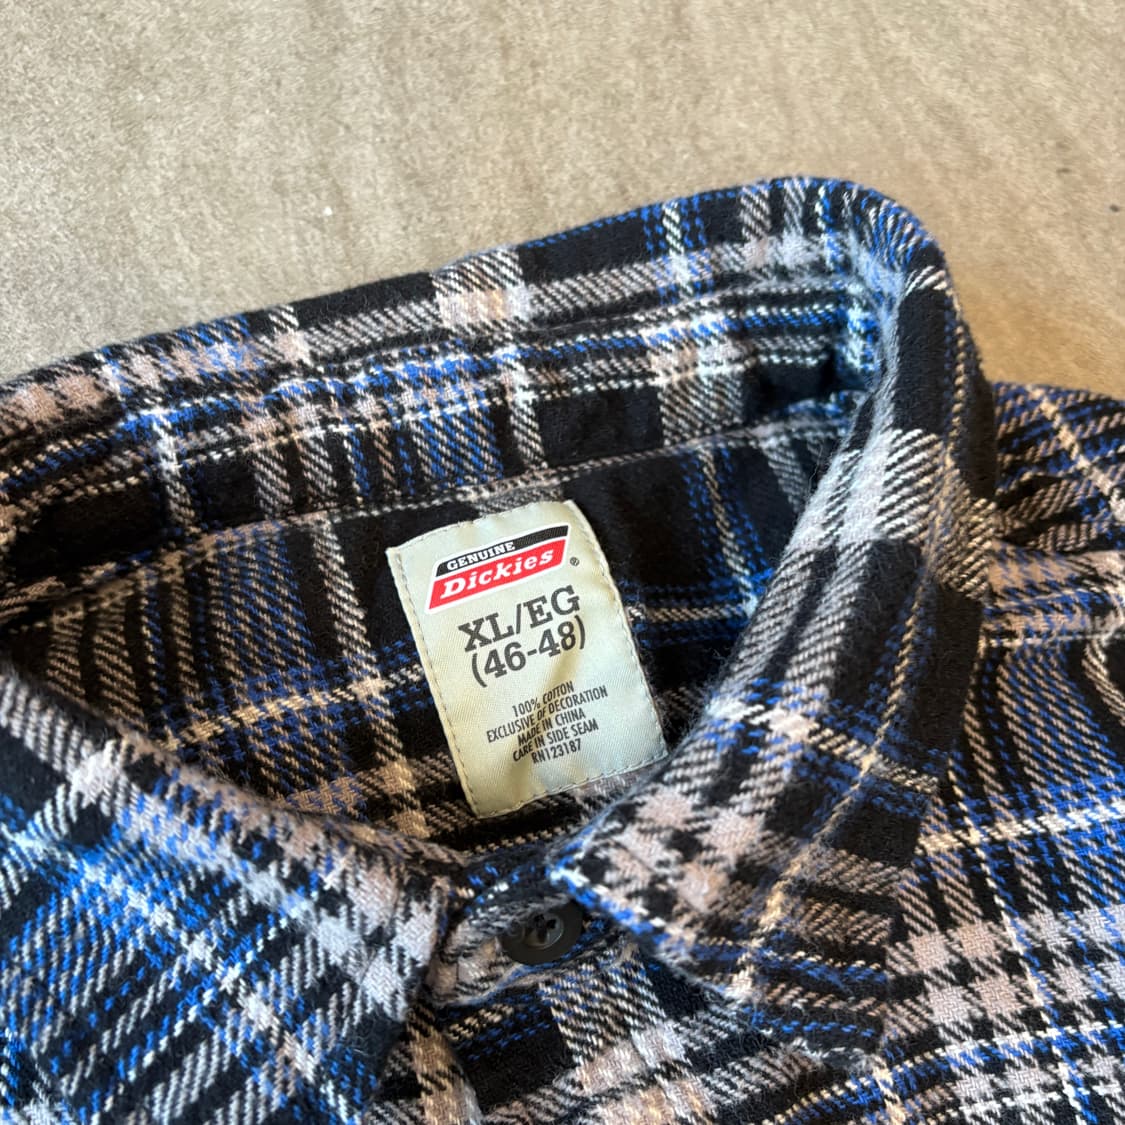 GENUINE
Dickies®
XL/EG
(46-48)
100% COTTON
EXCLUSIVE OF DECORATION
MADE IN CHINA
CARE IN SIDE SEAM
RN123187